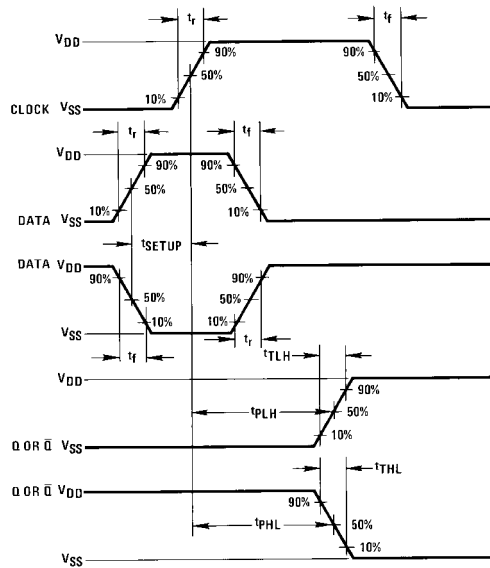 tr
tf
VDD
90%
90%
50%
50%
10%
10%
CLOCK VSS
tr
tf
VDD
90%
90%
50%
50%
10%
10%
DATA VSS
tSETUP
DATA VDD
90%
90%
50%
50%
10%
10%
VSS
tf
tr
tTLH
VDD
90%
tPLH
50%
10%
Q OR Q̅ VSS
tTHL
Q OR Q̅ VDD
90%
tPHL
50%
10%
VSS